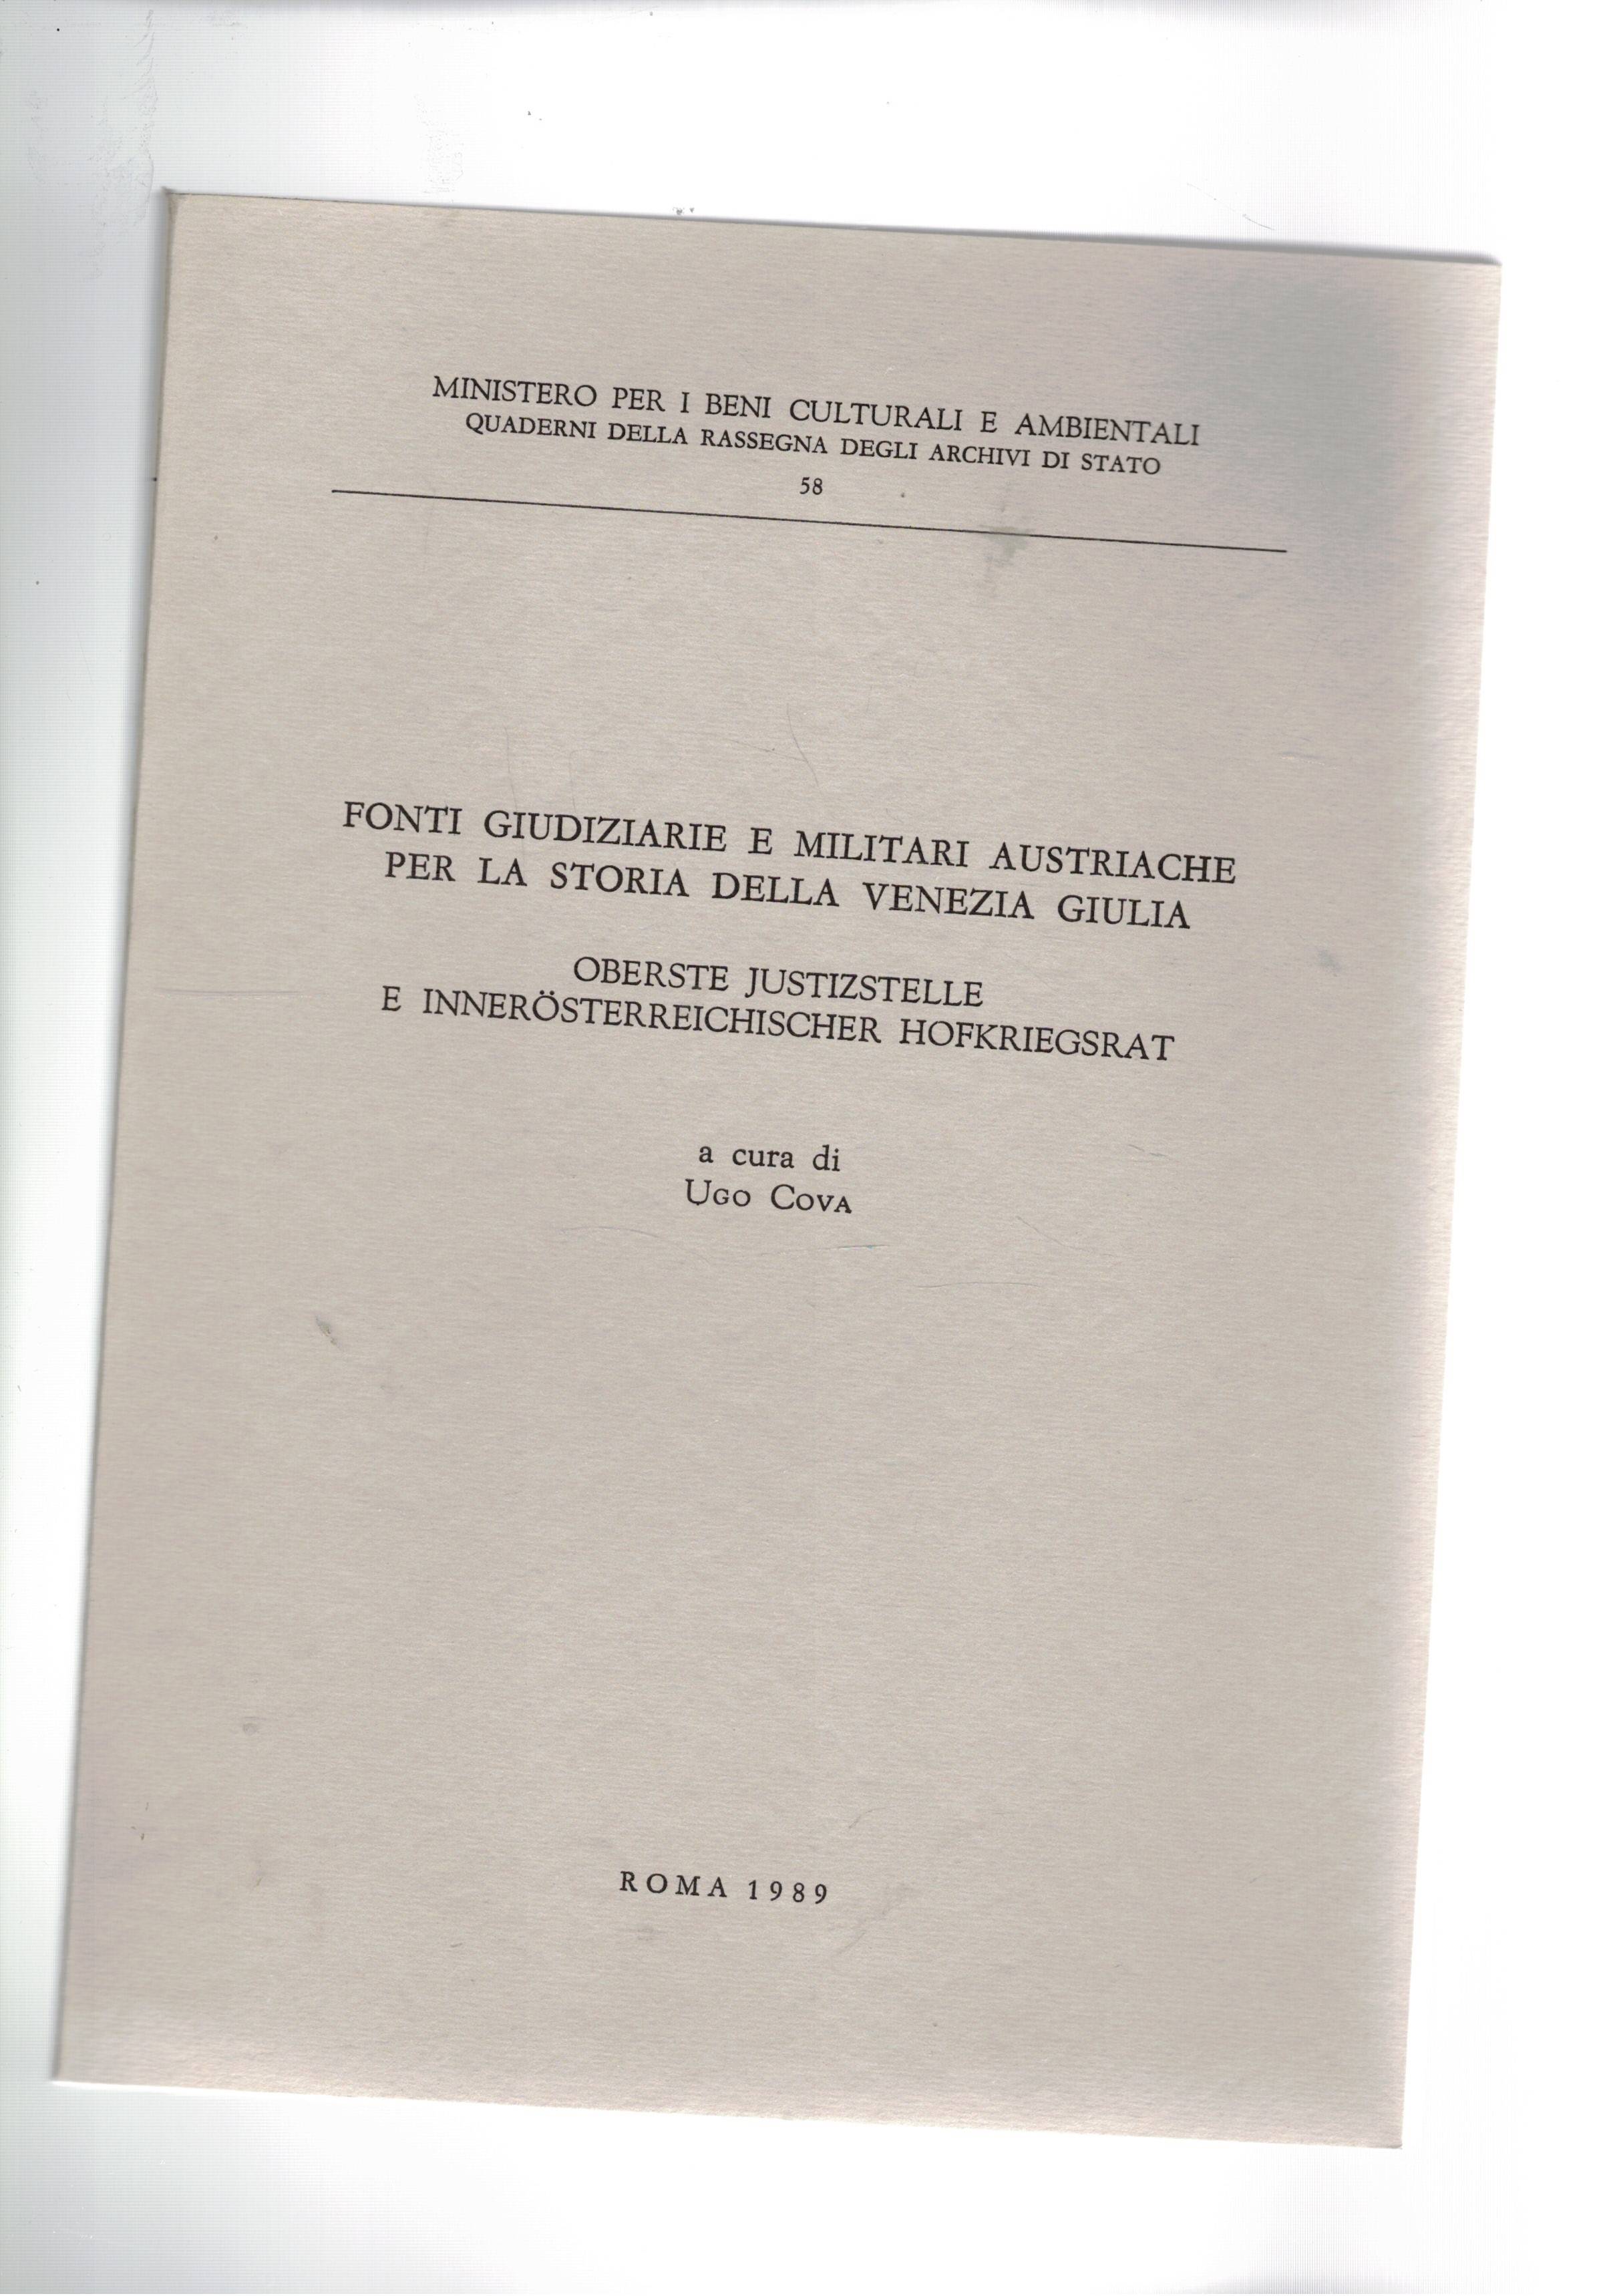 MINISTERO PER I BENI CULTURALI E AMBIENTALI
QUADERNI DELLA RASSEGNA DEGLI ARCHIVI DI STATO
58
FONTI GIUDIZIARIE E MILITARI AUSTRIACHE
PER LA STORIA DELLA VENEZIA GIULIA
OBERSTE JUSTIZSTELLE
E INNERÖSTERREICHISCHER HOFKRIEGSRAT
a cura di
UGO COVA
ROMA 1989